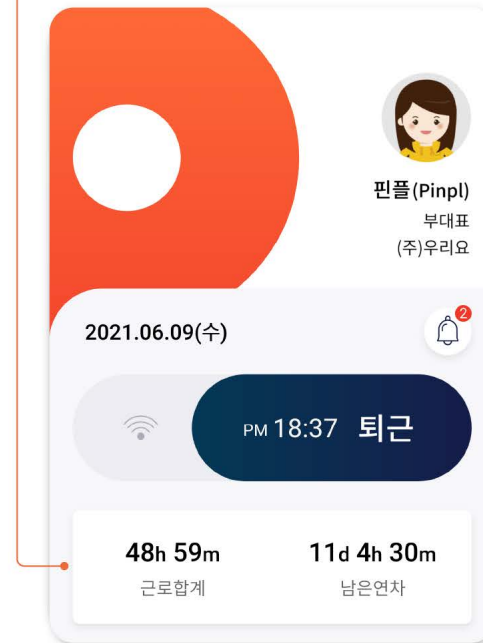 핀플(Pinpl)
부대표
(주)우리요
2021.06.09(수)
2
PM 18:37 퇴근
48h 59m 11d 4h 30m
근로합계 남은연차